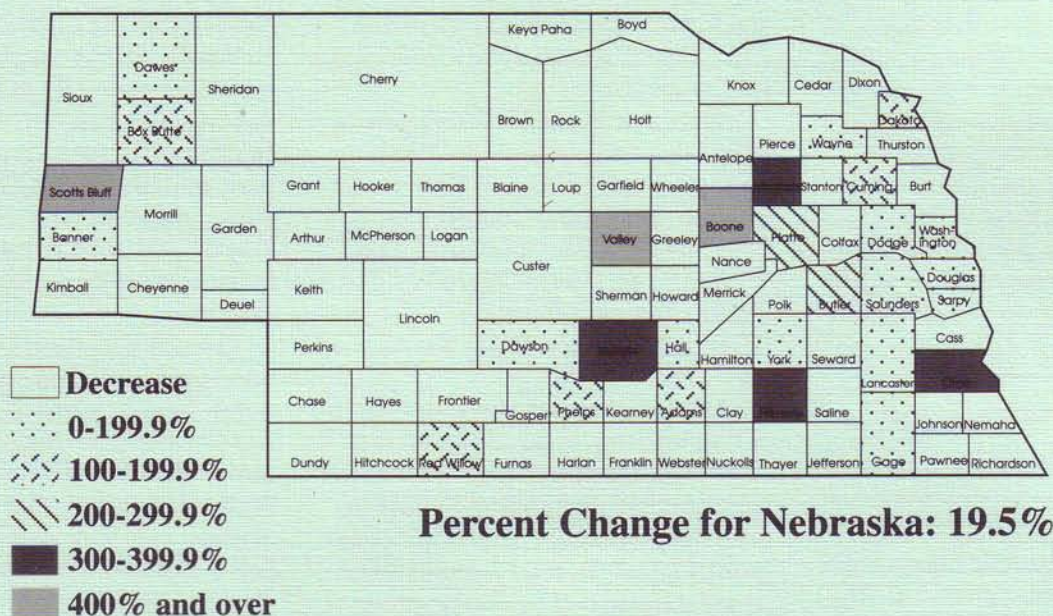 Keya Paha Boyd
Dawes Sheridan Cherry Knox Cedar Dixon
Sioux
Box Butte Brown Rock Holt Dakota
Antelope Pierce Wayne Thurston
Scotts Bluff Grant Hooker Thomas Blaine Loup Garfield Wheeler Stanton Cuming Burt
Morrill Garden Boone
Banner Arthur McPherson Logan Custer Valley Greeley Platte Colfax Dodge Wash-
ington
Nance Douglas
Kimball Cheyenne Deuel Keith Sherman Howard Merrick Polk Butler Saunders Sarpy
Lincoln
Perkins Dawson Hall Hamilton York Seward Cass
Lancaster
Chase Hayes Frontier Gosper Phelps Kearney Adams Clay Saline Johnson Nemaha
Dundy Hitchcock Red Willow Furnas Harlan Franklin Webster Nuckolls Thayer Jefferson Gage Pawnee Richardson
Decrease
0-199.9%
100-199.9%
200-299.9%
300-399.9%
400% and over
Percent Change for Nebraska: 19.5%